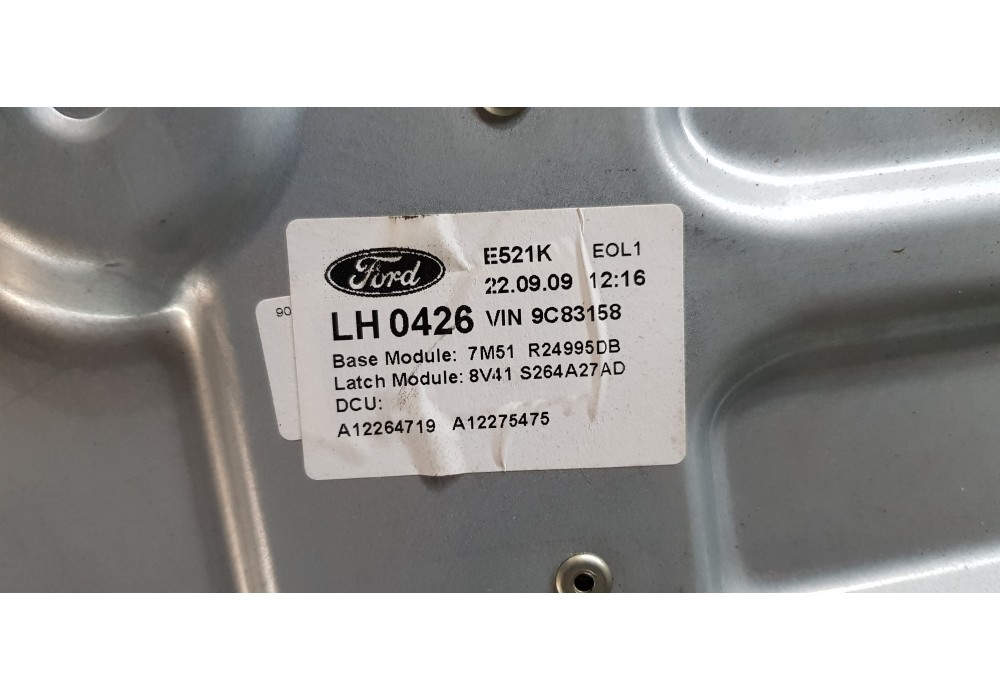 Ford
E521K EOL1
22.09.09 12:16
LH 0426 VIN 9C83158
Base Module: 7M51 R24995DB
Latch Module: 8V41 S264A27AD
DCU:
A12264719 A12275475
90